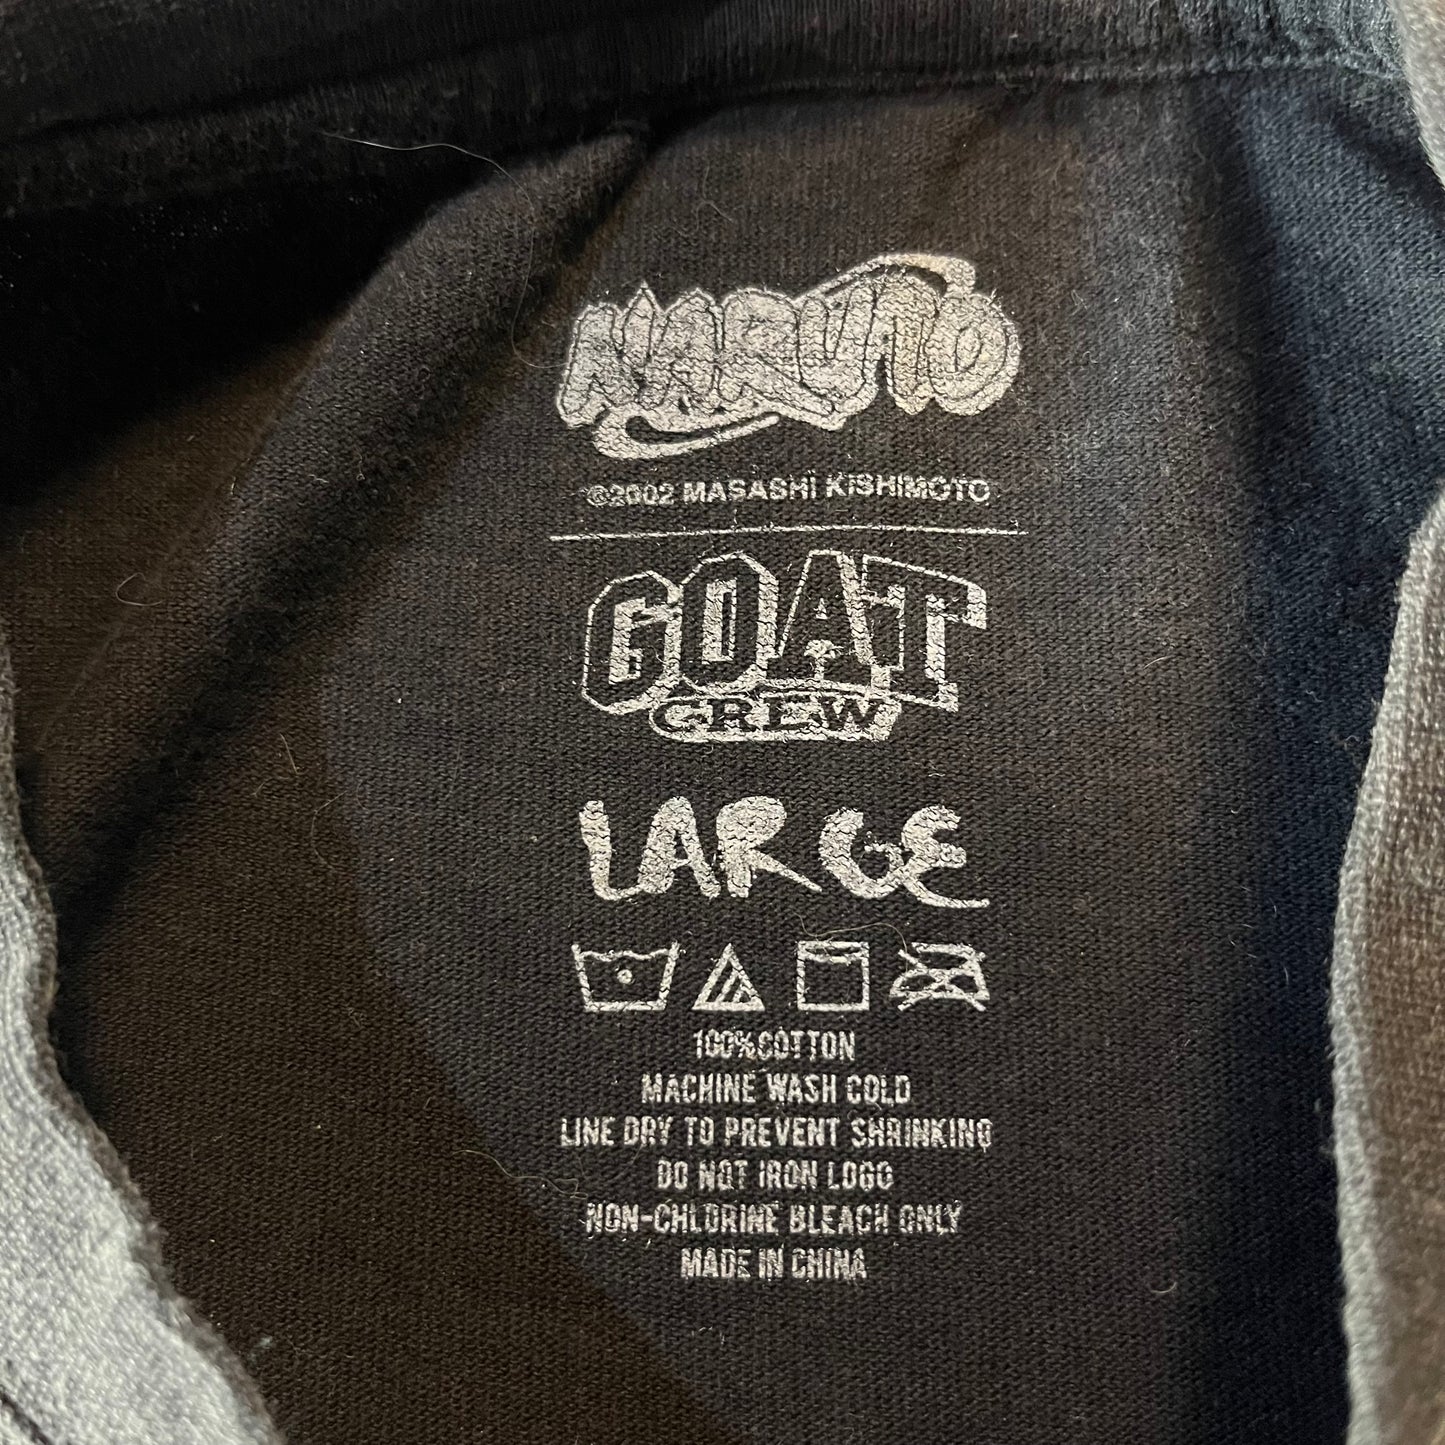 NARUTO
©2002 MASASHI KISHIMOTO
GOAT
CREW
LARGE
100%COTTON
MACHINE WASH COLD
LINE DRY TO PREVENT SHRINKING
DO NOT IRON LOGO
NON-CHLORINE BLEACH ONLY
MADE IN CHINA